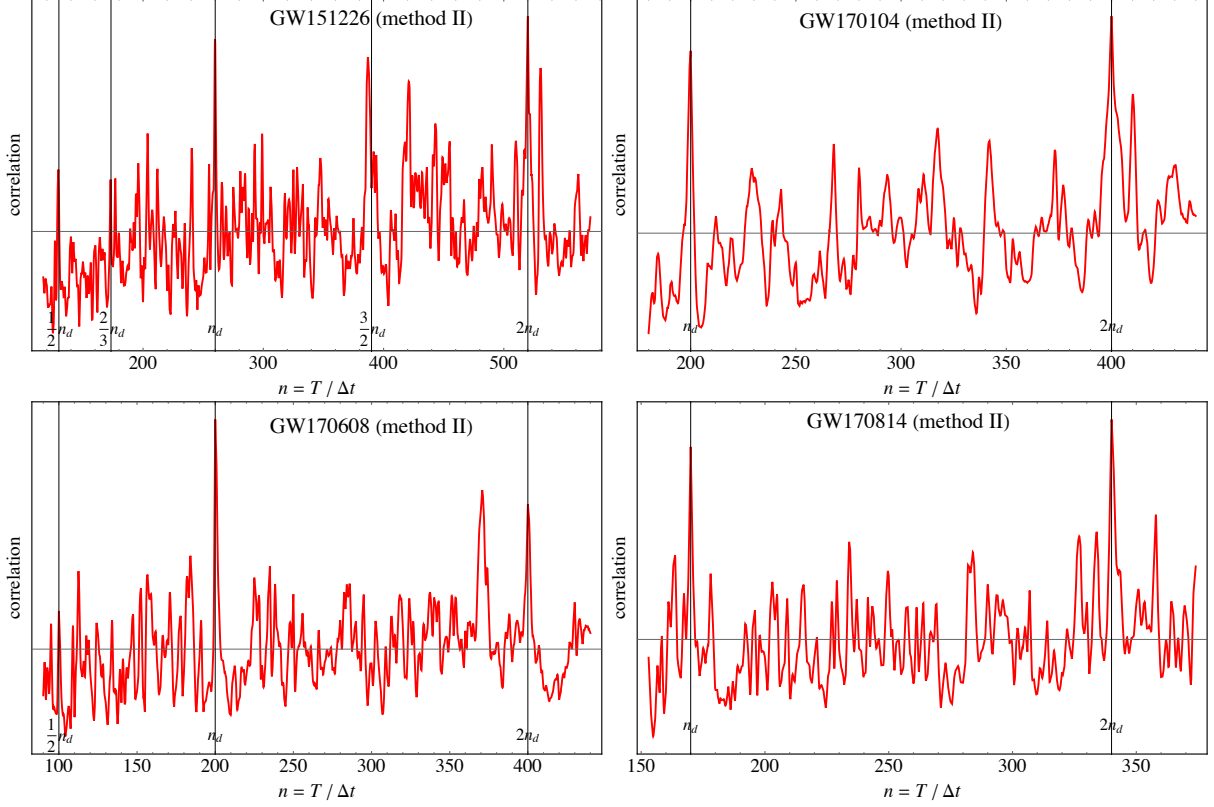 GW151226 (method II)
correlation
1/2 n_d
2/3 n_d
n_d
3/2 n_d
2n_d
200 300 400 500
n = T / Δt
GW170104 (method II)
correlation
n_d
2n_d
200 250 300 350 400
n = T / Δt
GW170608 (method II)
correlation
1/2 n_d
n_d
2n_d
100 150 200 250 300 350 400
n = T / Δt
GW170814 (method II)
correlation
n_d
2n_d
150 200 250 300 350
n = T / Δt